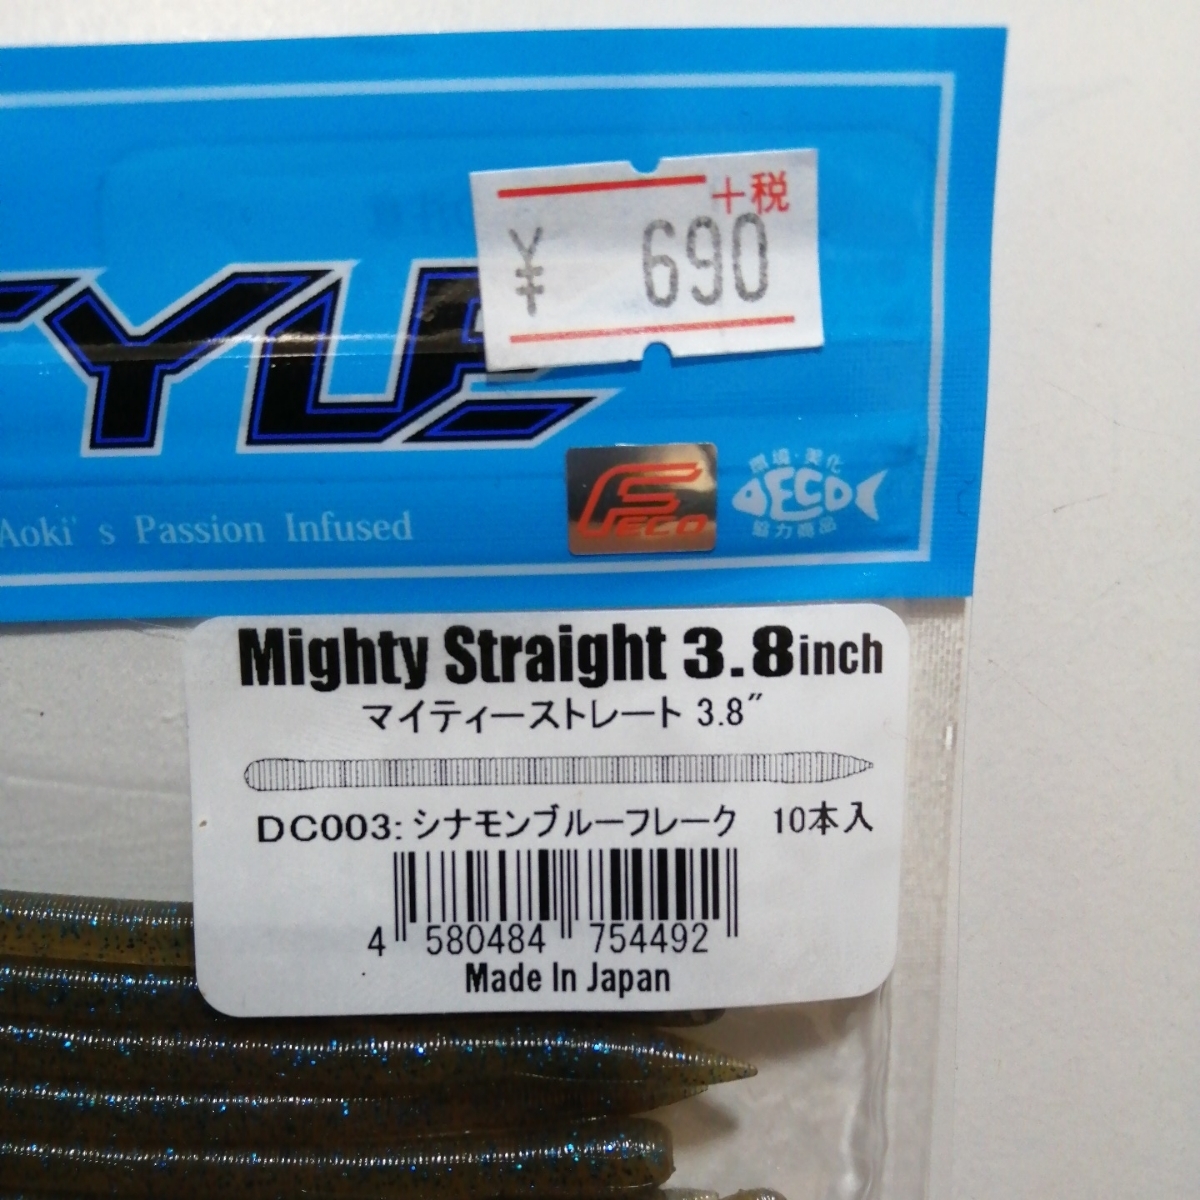 +税
¥ 690
TYLE
Aoki's Passion Infused
FECO
環境・美化
ECO
協力商品
Mighty Straight 3.8inch
マイティーストレート 3.8"
DC003:シナモンブルーフレーク 10本入
4 580484 754492
Made In Japan